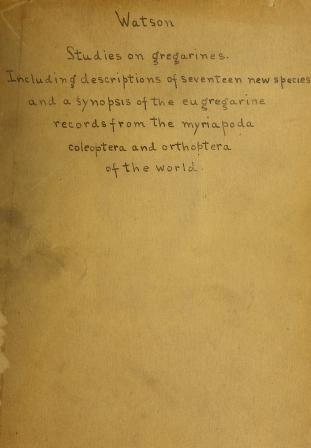 Watson
Studies on gregarines.
Including descriptions of seventeen new species
and a synopsis of the eugregarine
records from the myriapoda
coleoptera and orthoptera
of the world.